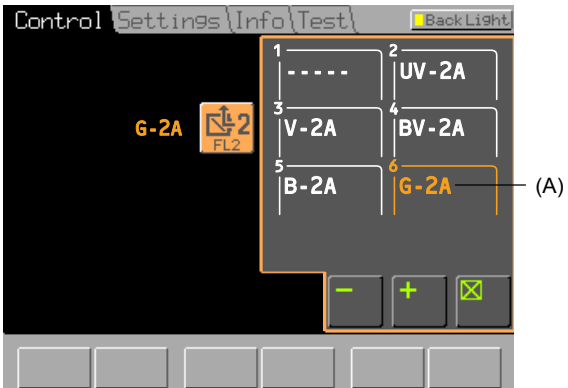 Control Settings Info Test BackLight
1 ----- 2 UV-2A
G-2A 2 FL2
3 V-2A 4 BV-2A
5 B-2A 6 G-2A (A)
- +